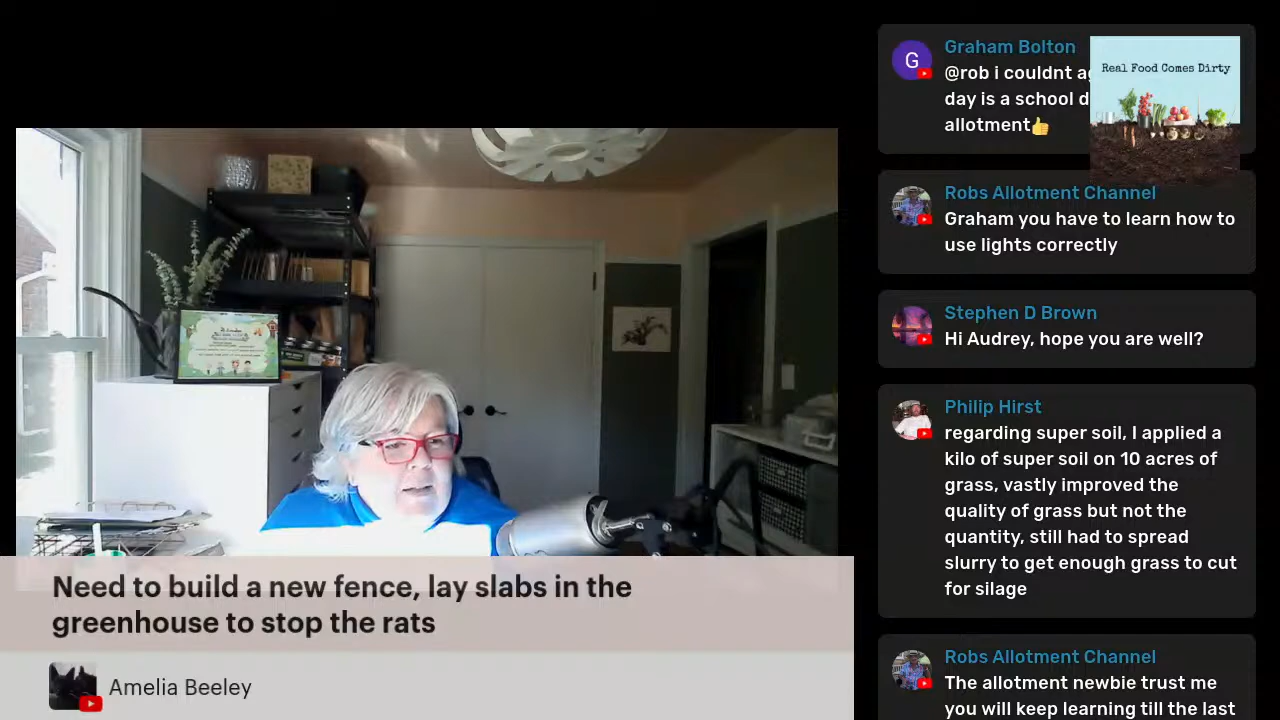 Graham Bolton
@rob i couldnt
day is a school
allotment👍
Real Food Comes Dirty
Robs Allotment Channel
Graham you have to learn how to
use lights correctly
Stephen D Brown
Hi Audrey, hope you are well?
Philip Hirst
regarding super soil, I applied a
kilo of super soil on 10 acres of
grass, vastly improved the
quality of grass but not the
quantity, still had to spread
slurry to get enough grass to cut
for silage
Robs Allotment Channel
The allotment newbie trust me
you will keep learning till the last
Need to build a new fence, lay slabs in the
greenhouse to stop the rats
Amelia Beeley
G